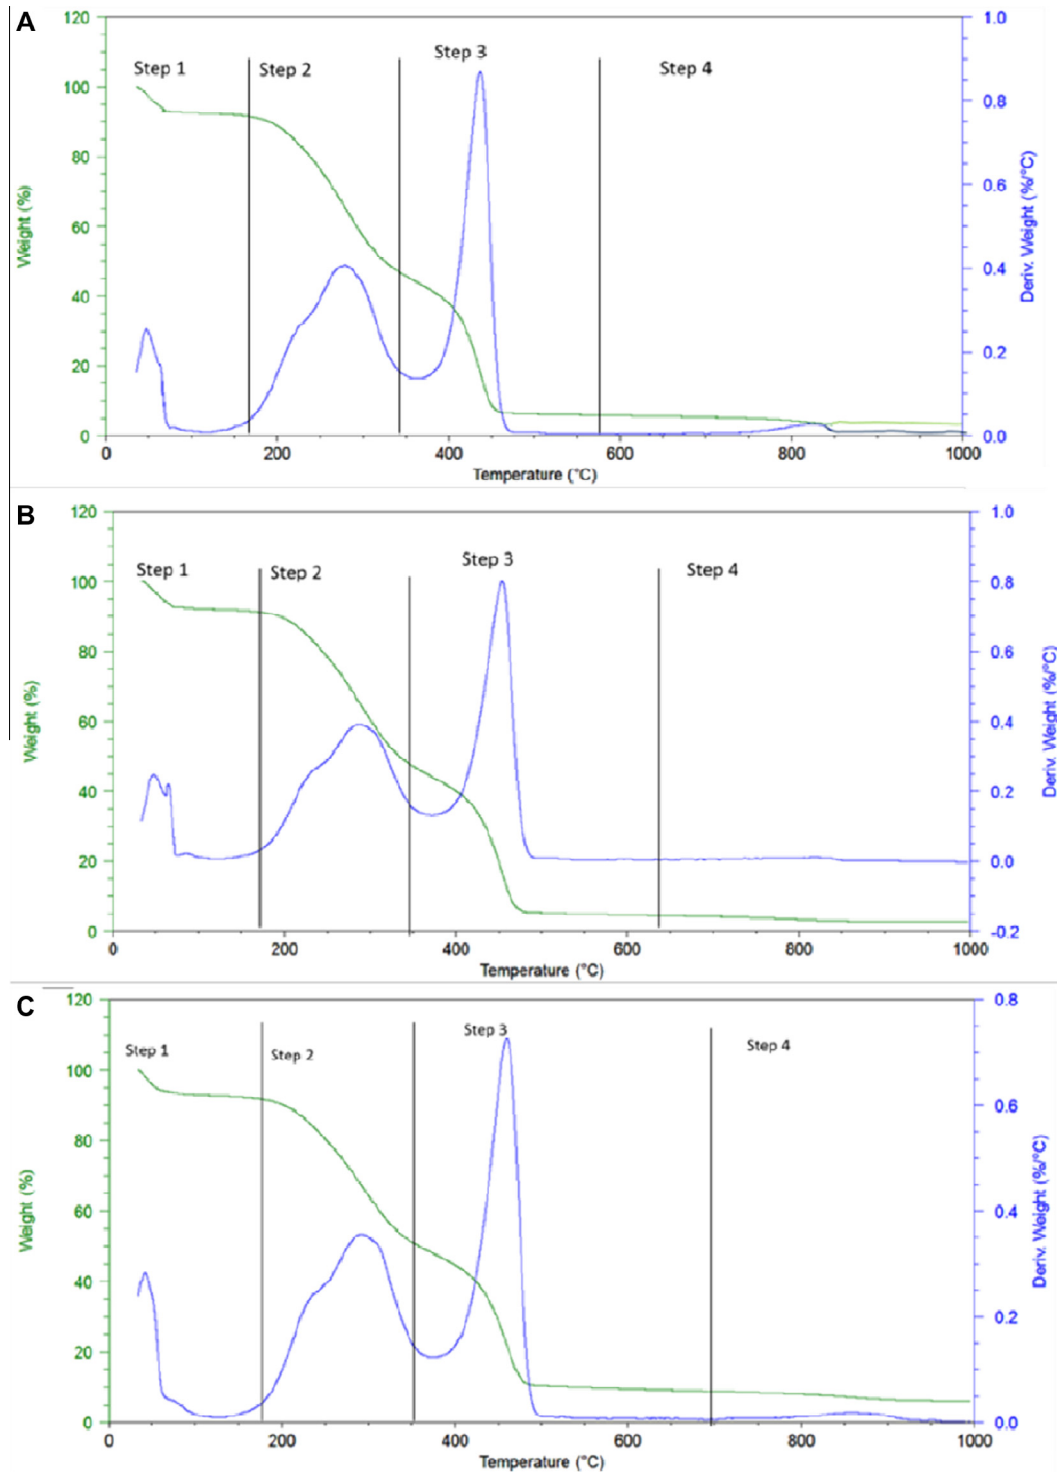 A
120 1.0
Step 3
Step 1 Step 2 Step 4
100
0.8
80
0.6
Weight (%)
Deriv. Weight (%/°C)
60
0.4
40
0.2
20
0 0.0
0 200 400 600 800 1000
Temperature (°C)
B
120 1.0
Step 3
Step 1 Step 2 Step 4
100 0.8
80 0.6
Weight (%)
Deriv. Weight (%/°C)
60 0.4
40 0.2
20 0.0
0 -0.2
0 200 400 600 800 1000
Temperature (°C)
C
120 0.8
Step 3
Step 1 Step 2 Step 4
100
0.6
80
Weight (%)
Deriv. Weight (%/°C)
60 0.4
40
0.2
20
0 0.0
0 200 400 600 800 1000
Temperature (°C)